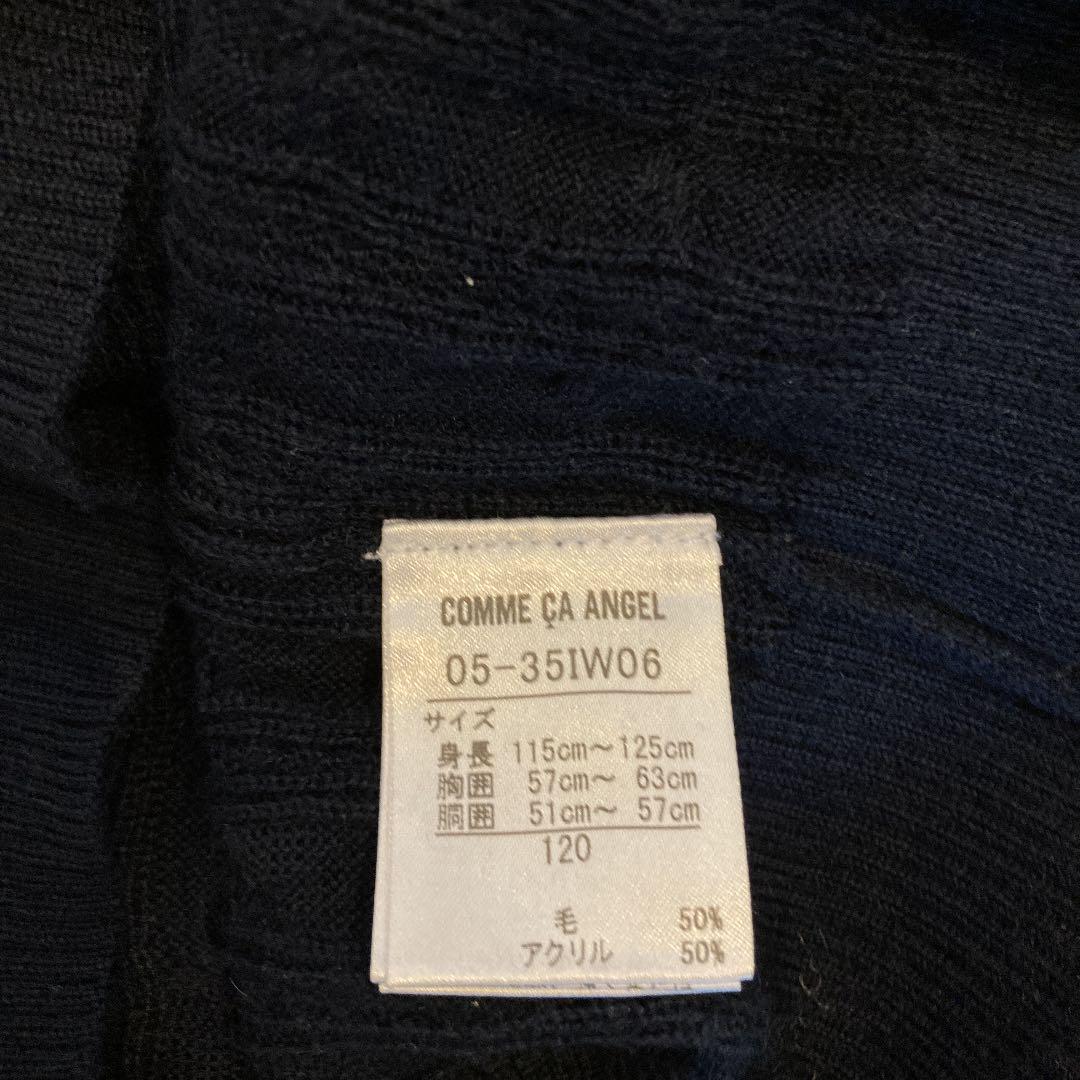 COMME ÇA ANGEL
05-35IW06
サイズ
身長 115cm〜125cm
胸囲 57cm〜 63cm
胴囲 51cm〜 57cm
120
毛 50%
アクリル 50%